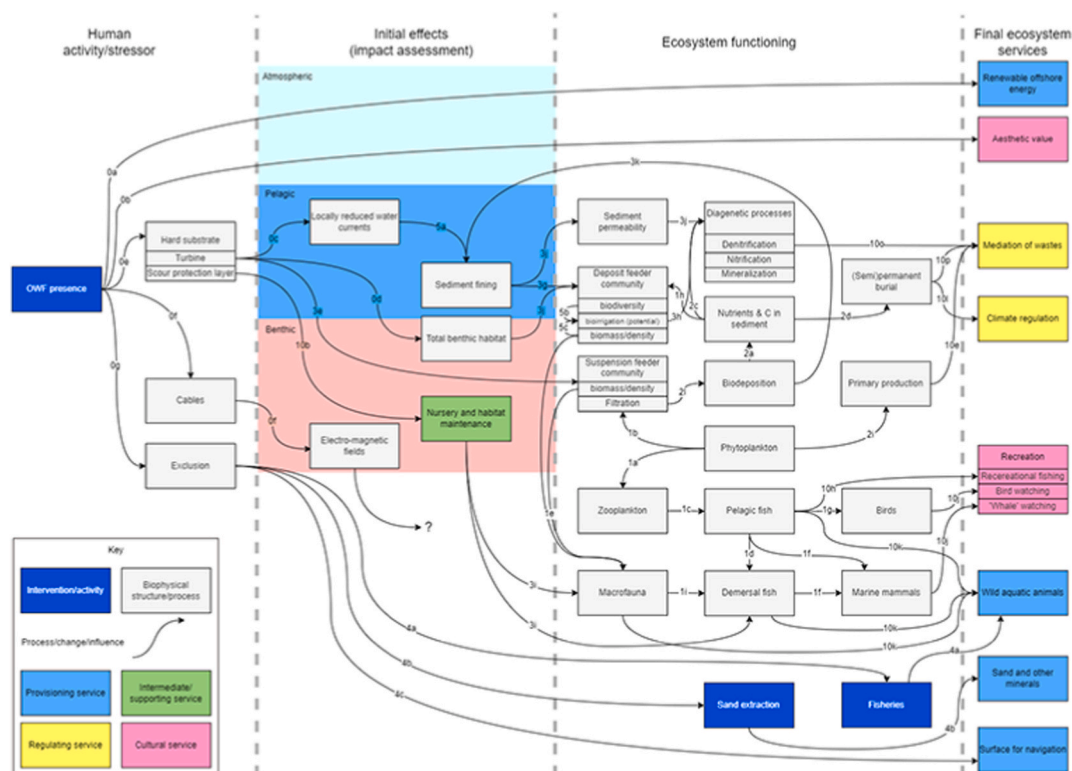 Human
activity/stressor
Initial effects
(impact assessment)
Ecosystem functioning
Final ecosystem
services
Atmospheric
Renewable offshore
energy
Aesthetic value
0a
0b
3k
Pelagic
Locally reduced water
currents
5a
0c
Sediment
permeability
3j
Diagenetic processes
Dentrification
Nitrification
Mineralization
10o
Mediation of wastes
10p
Hard substrate
Turbine
Scour protection layer
0e
OWF presence
Sediment fining
Deposit feeder
community
biodiversity
bioirrigation (potential)
biomass/density
5b
5c
3h
1h
2c
Nutrients & C in
sediment
2d
(Semi)permanent
burial
10l
Climate regulation
0d
3e
10b
0f
0g
Benthic
Total benthic habitat
Suspension feeder
community
biomass/density
Filtration
2a
2i
Biodeposition
Primary production
10e
Cables
0f
Nursery and habitat
maintenance
Electro-magnetic
fields
Exclusion
1b
Phytoplankton
2i
1a
Recreation
Recereational fishing
Bird watching
"Whale" watching
10h
10j
10j
?
1e
Zooplankton
1c
Pelagic fish
1g
Birds
1d
1f
10k
Key
Intervention/activity
Biophysical
structure/process
Process/change/influence
Provisioning service
Intermediate/
supporting service
Regulating service
Cultural service
3i
3i
Macrofauna
1i
Demersal fish
1f
Marine mammals
Wild aquatic animals
10k
10k
4a
4b
4c
4a
Sand extraction
Fisheries
4b
Sand and other
minerals
Surface for navigation